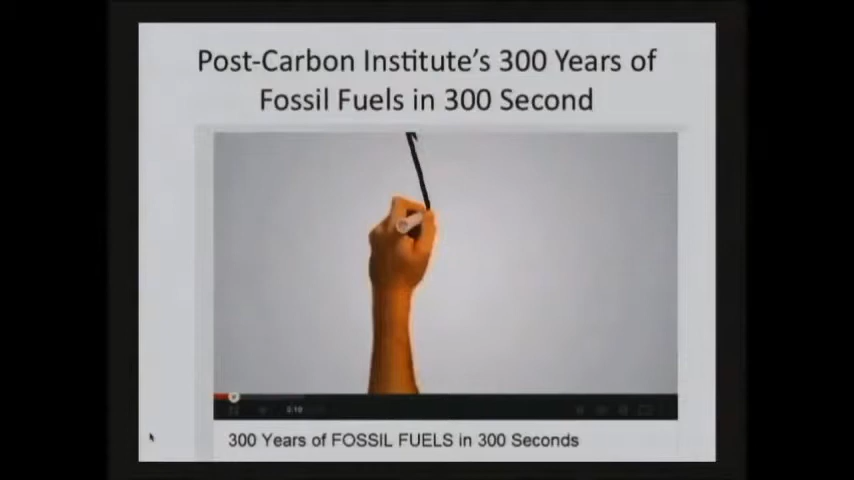 Post-Carbon Institute's 300 Years of
Fossil Fuels in 300 Second
300 Years of FOSSIL FUELS in 300 Seconds